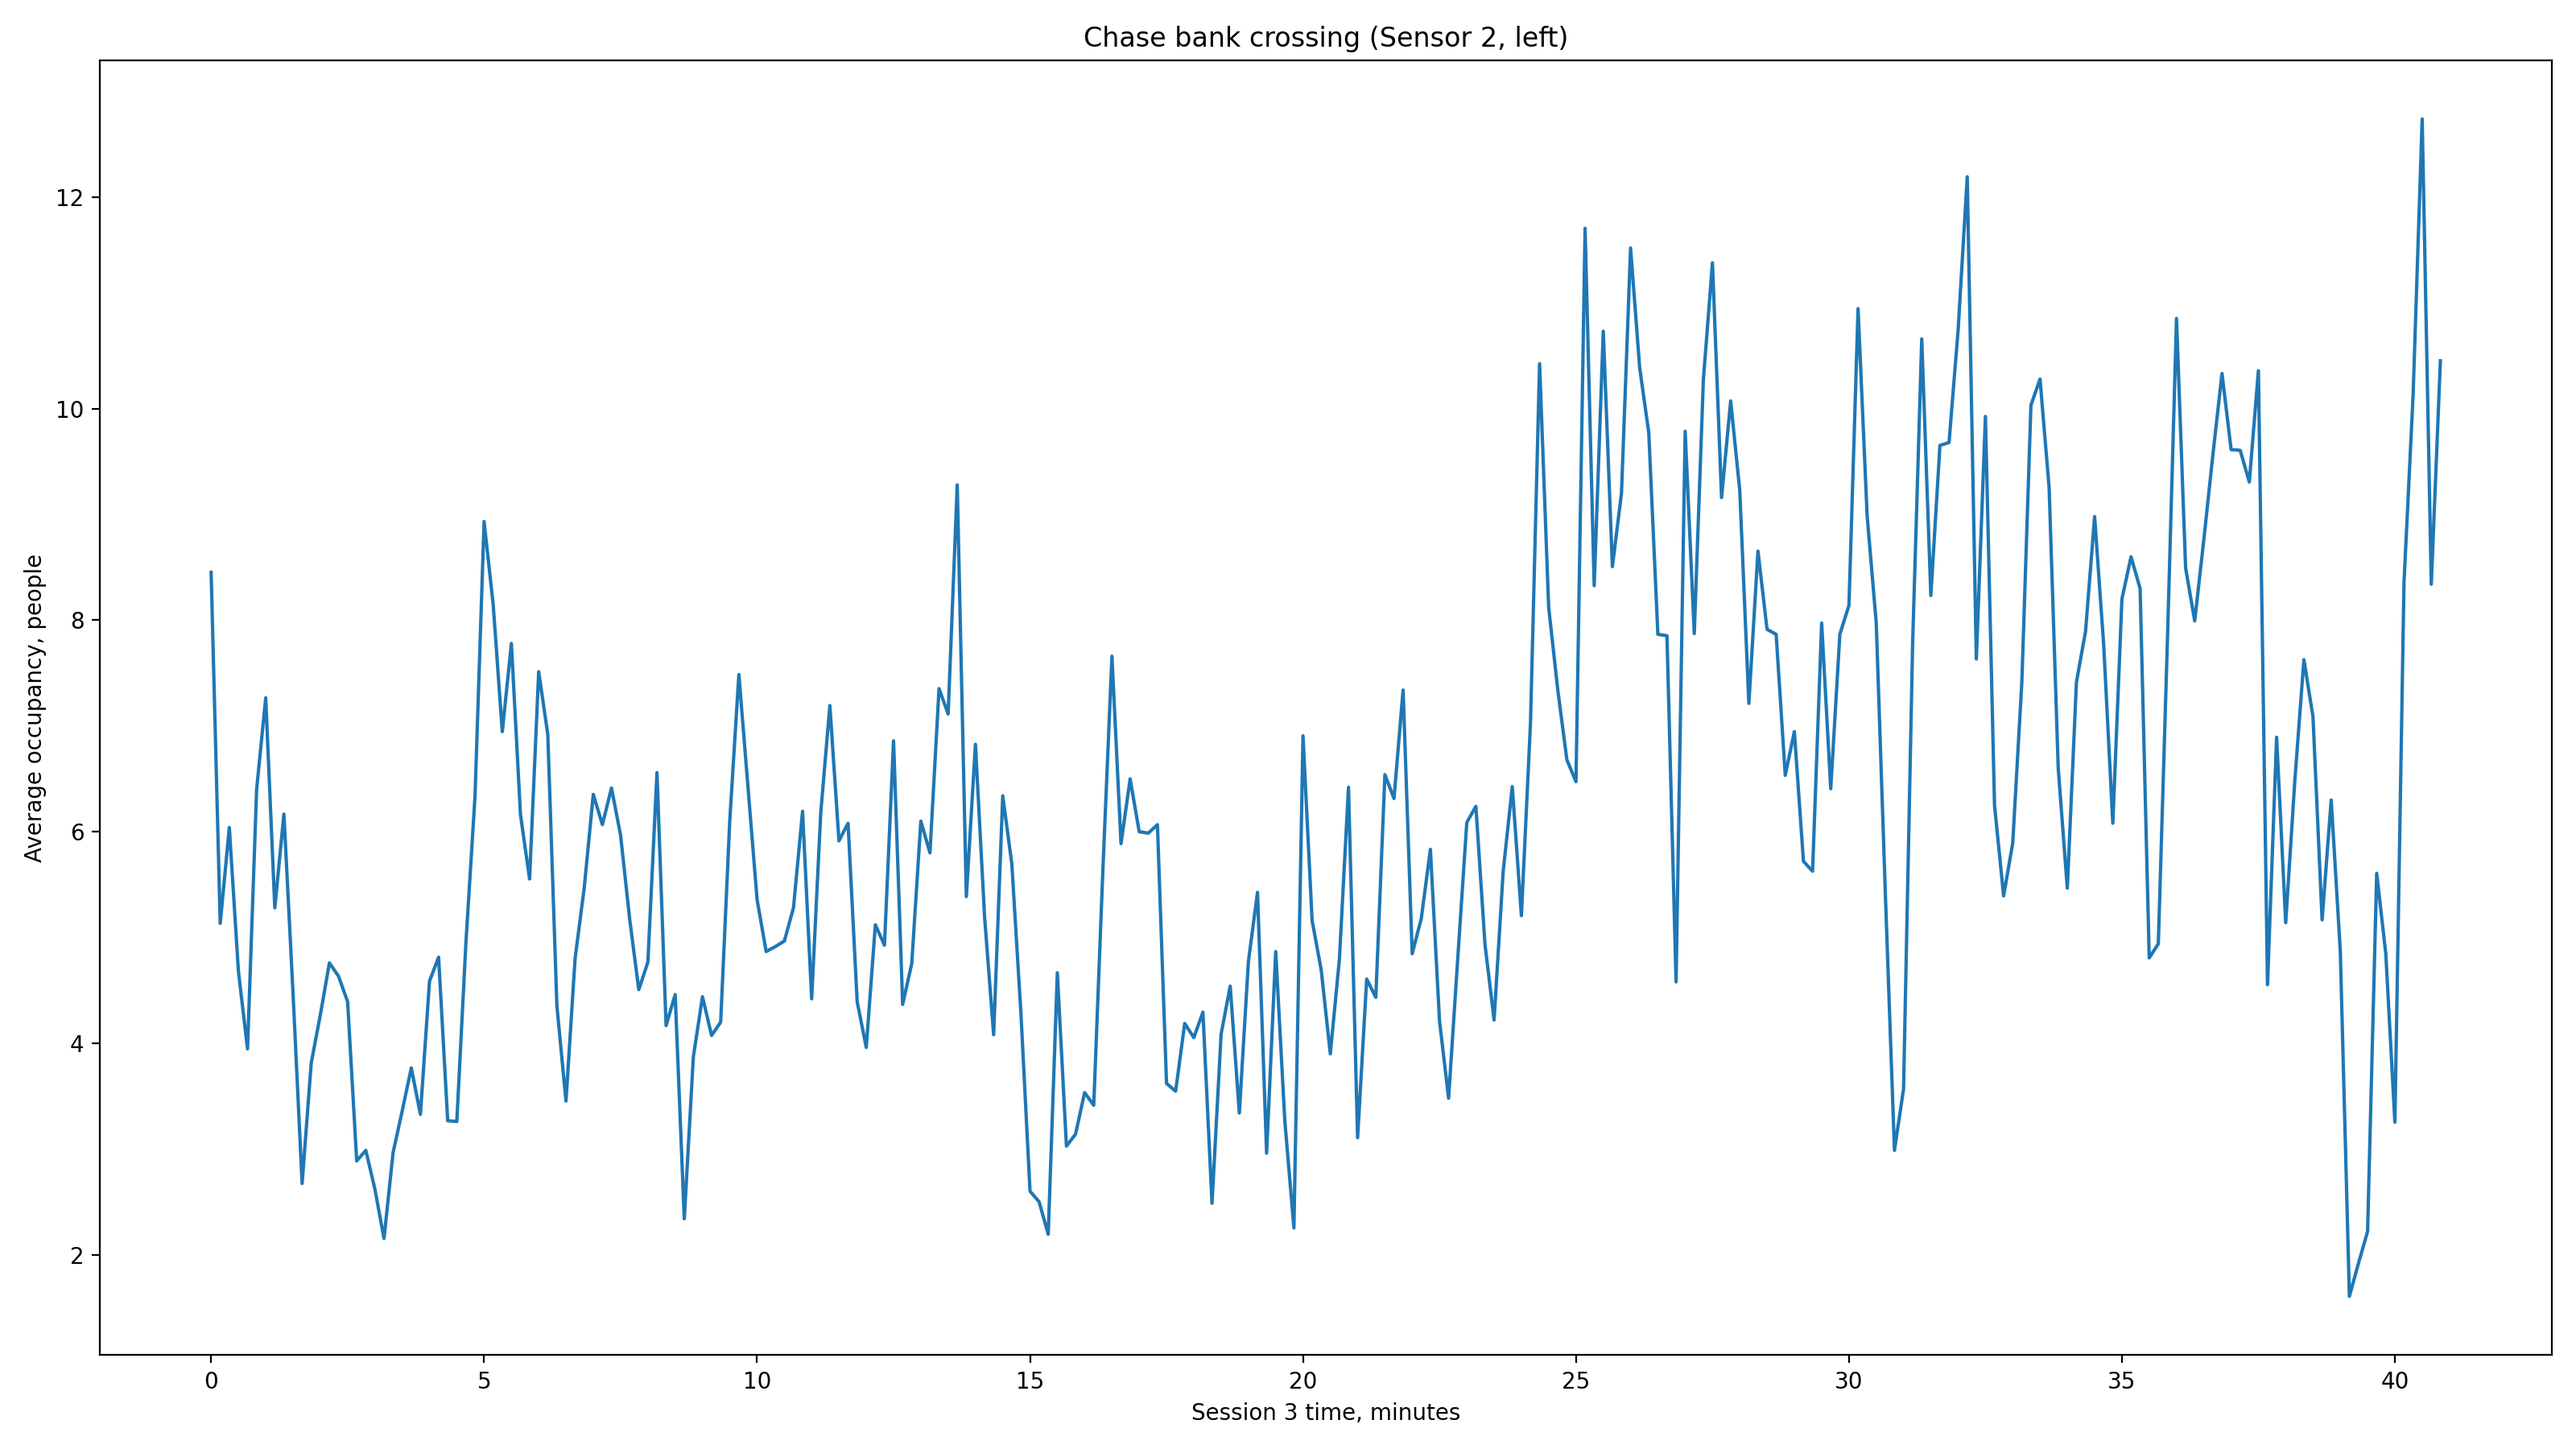 Chase bank crossing (Sensor 2, left)
Average occupancy, people
12
10
8
6
4
2
0 5 10 15 20 25 30 35 40
Session 3 time, minutes